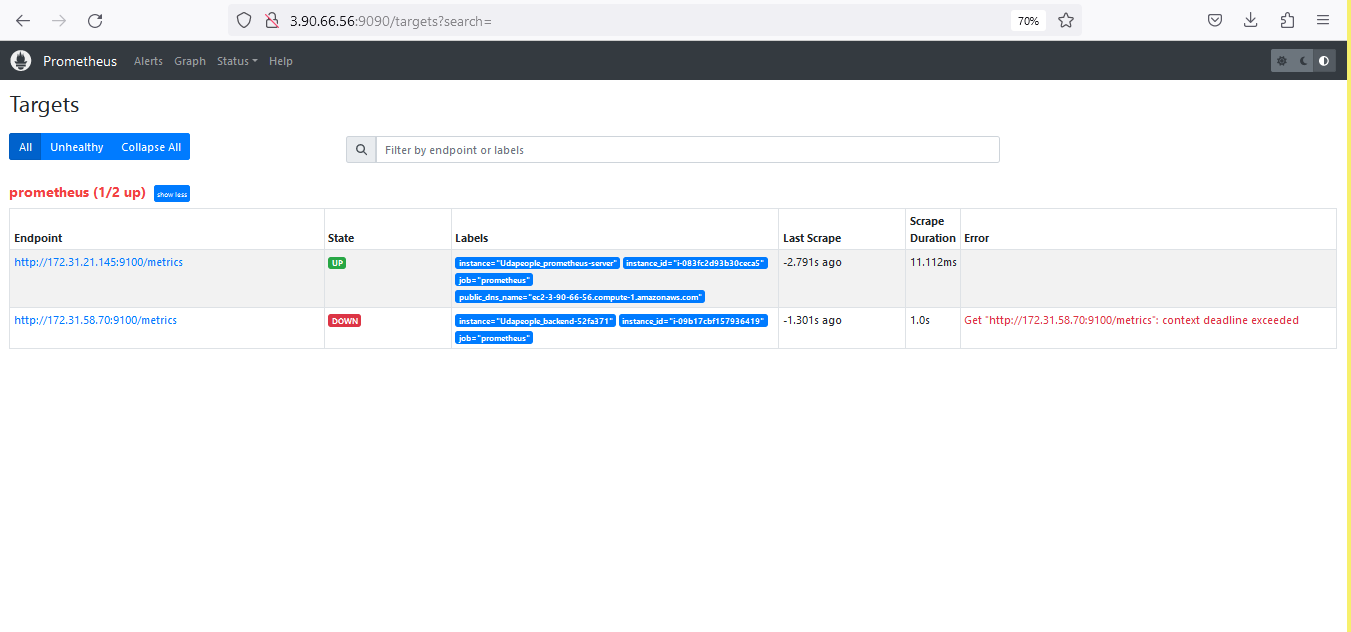 3.90.66.56:9090/targets?search=
70%
Prometheus Alerts Graph Status Help
Targets
All Unhealthy Collapse All
Filter by endpoint or labels
prometheus (1/2 up) show less
Endpoint State Labels Last Scrape Scrape Duration Error
http://172.31.21.145:9100/metrics UP instance="Udapeople_prometheus-server" instance_id="i-083fc2d93b30ceca5" -2.791s ago 11.112ms
job="prometheus"
public_dns_name="ec2-3-90-66-56.compute-1.amazonaws.com"
http://172.31.58.70:9100/metrics DOWN instance="Udapeople_backend-52fa371" instance_id="i-09b17cbf157936419" -1.301s ago 1.0s Get "http://172.31.58.70:9100/metrics": context deadline exceeded
job="prometheus"